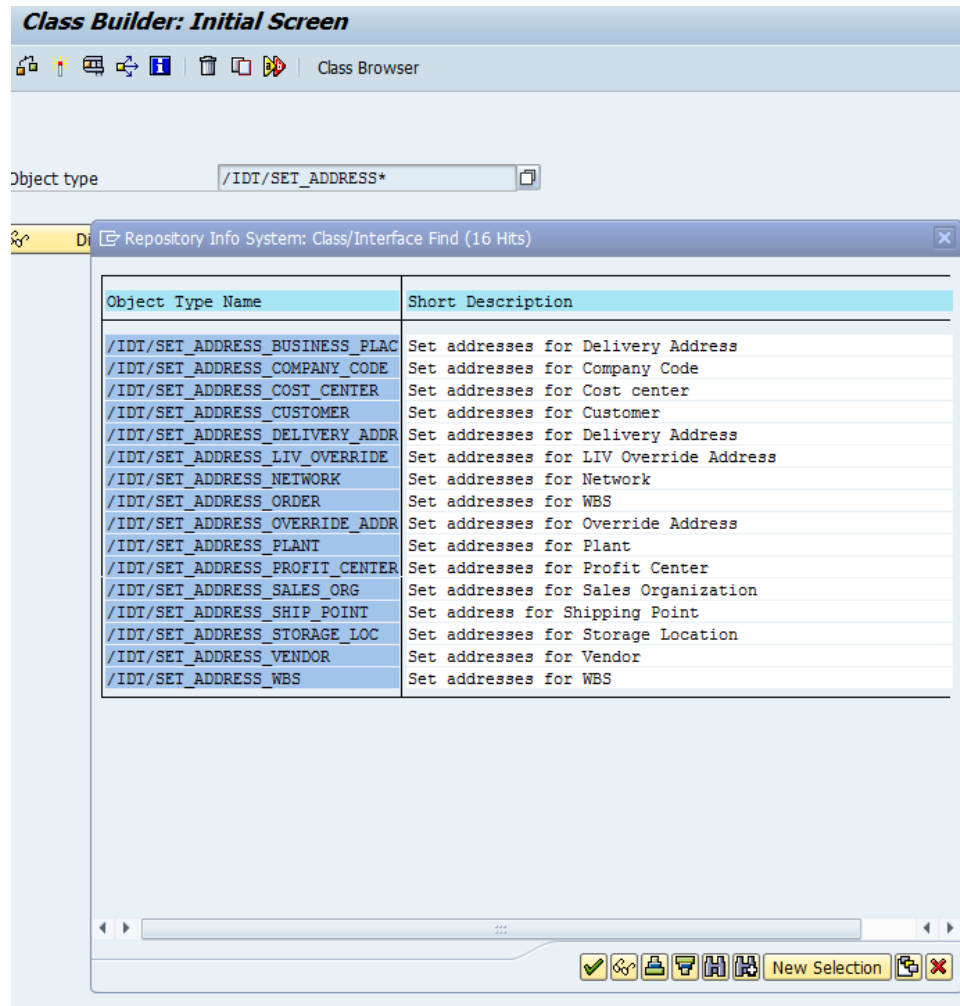 Class Builder: Initial Screen
Class Browser
Object type /IDT/SET_ADDRESS*
Di
Repository Info System: Class/Interface Find (16 Hits)
Object Type Name Short Description
/IDT/SET_ADDRESS_BUSINESS_PLAC Set addresses for Delivery Address
/IDT/SET_ADDRESS_COMPANY_CODE Set addresses for Company Code
/IDT/SET_ADDRESS_COST_CENTER Set addresses for Cost center
/IDT/SET_ADDRESS_CUSTOMER Set addresses for Customer
/IDT/SET_ADDRESS_DELIVERY_ADDR Set addresses for Delivery Address
/IDT/SET_ADDRESS_LIV_OVERRIDE Set addresses for LIV Override Address
/IDT/SET_ADDRESS_NETWORK Set addresses for Network
/IDT/SET_ADDRESS_ORDER Set addresses for WBS
/IDT/SET_ADDRESS_OVERRIDE_ADDR Set addresses for Override Address
/IDT/SET_ADDRESS_PLANT Set addresses for Plant
/IDT/SET_ADDRESS_PROFIT_CENTER Set addresses for Profit Center
/IDT/SET_ADDRESS_SALES_ORG Set addresses for Sales Organization
/IDT/SET_ADDRESS_SHIP_POINT Set address for Shipping Point
/IDT/SET_ADDRESS_STORAGE_LOC Set addresses for Storage Location
/IDT/SET_ADDRESS_VENDOR Set addresses for Vendor
/IDT/SET_ADDRESS_WBS Set addresses for WBS
New Selection